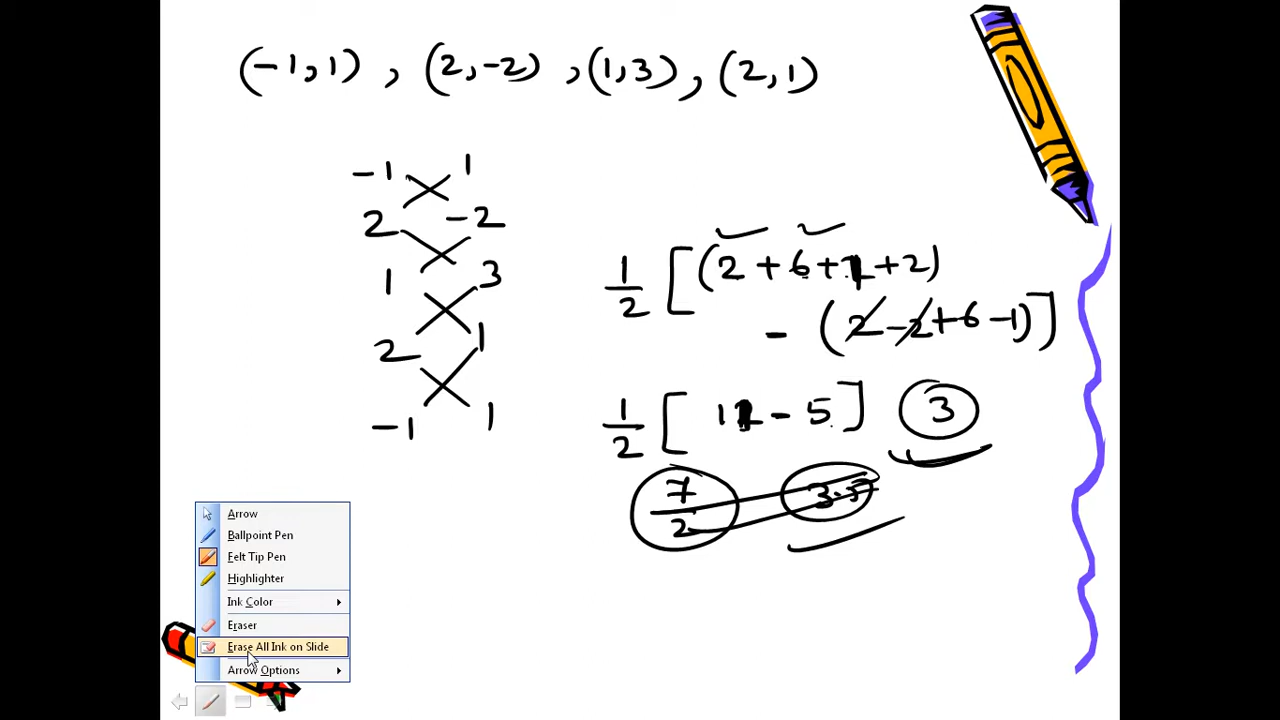 (-1,1) , (2,-2) , (1,3) , (2,1)
-1 1
2 -2
1 3
2 1
-1 1
1/2 [(2+6+1+2)
- (2-2+6-1)]
1/2 [11-5] 3
7/2 3.5
Arrow
Ballpoint Pen
Felt Tip Pen
Highlighter
Ink Color
Eraser
Erase All Ink on Slide
Arrow Options